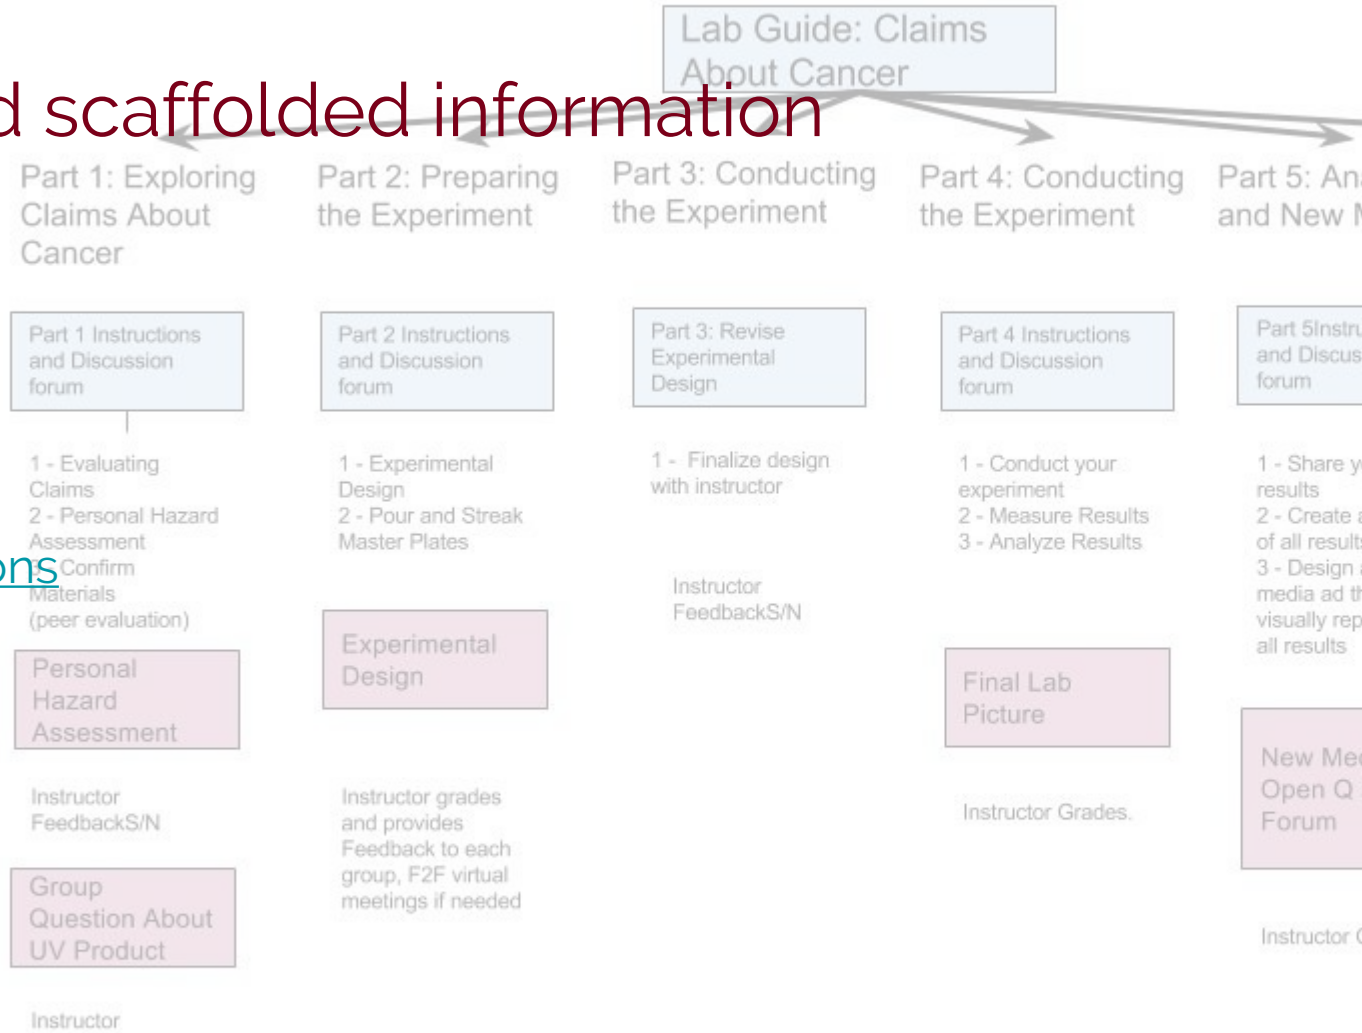 Lab Guide: Claims
About Cancer
d scaffolded information
Part 1: Exploring
Claims About
Cancer
Part 1 Instructions
and Discussion
forum
1 - Evaluating
Claims
2 - Personal Hazard
Assessment
3 - Confirm
Materials
(peer evaluation)
ons
Personal
Hazard
Assessment
Instructor
FeedbackS/N
Group
Question About
UV Product
Instructor
Part 2: Preparing
the Experiment
Part 2 Instructions
and Discussion
forum
1 - Experimental
Design
2 - Pour and Streak
Master Plates
Experimental
Design
Instructor grades
and provides
Feedback to each
group, F2F virtual
meetings if needed
Part 3: Conducting
the Experiment
Part 3: Revise
Experimental
Design
1 - Finalize design
with instructor
Instructor
FeedbackS/N
Part 4: Conducting
the Experiment
Part 4 Instructions
and Discussion
forum
1 - Conduct your
experiment
2 - Measure Results
3 - Analyze Results
Final Lab
Picture
Instructor Grades.
Part 5: An
and New
Part 5Instru
and Discus
forum
1 - Share y
results
2 - Create a
of all results
3 - Design a
media ad th
visually rep
all results
New Med
Open Q
Forum
Instructor